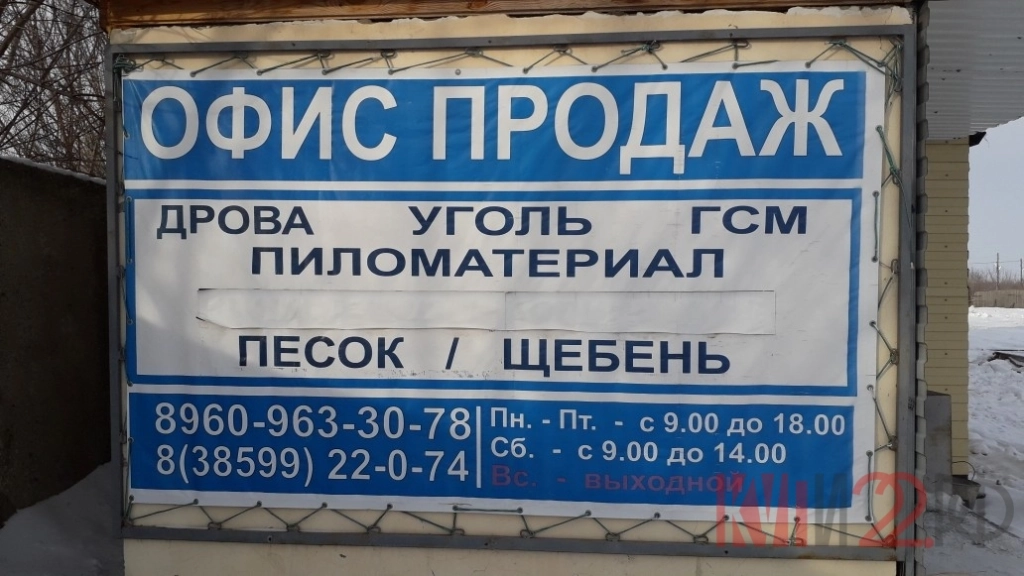 ОФИС ПРОДАЖ
ДРОВА УГОЛЬ ГСМ
ПИЛОМАТЕРИАЛ
ПЕСОК / ЩЕБЕНЬ
8960-963-30-78
8(38599) 22-0-74
Пн. - Пт. - с 9.00 до 18.00
Сб. - с 9.00 до 14.00
Вс. - выходной